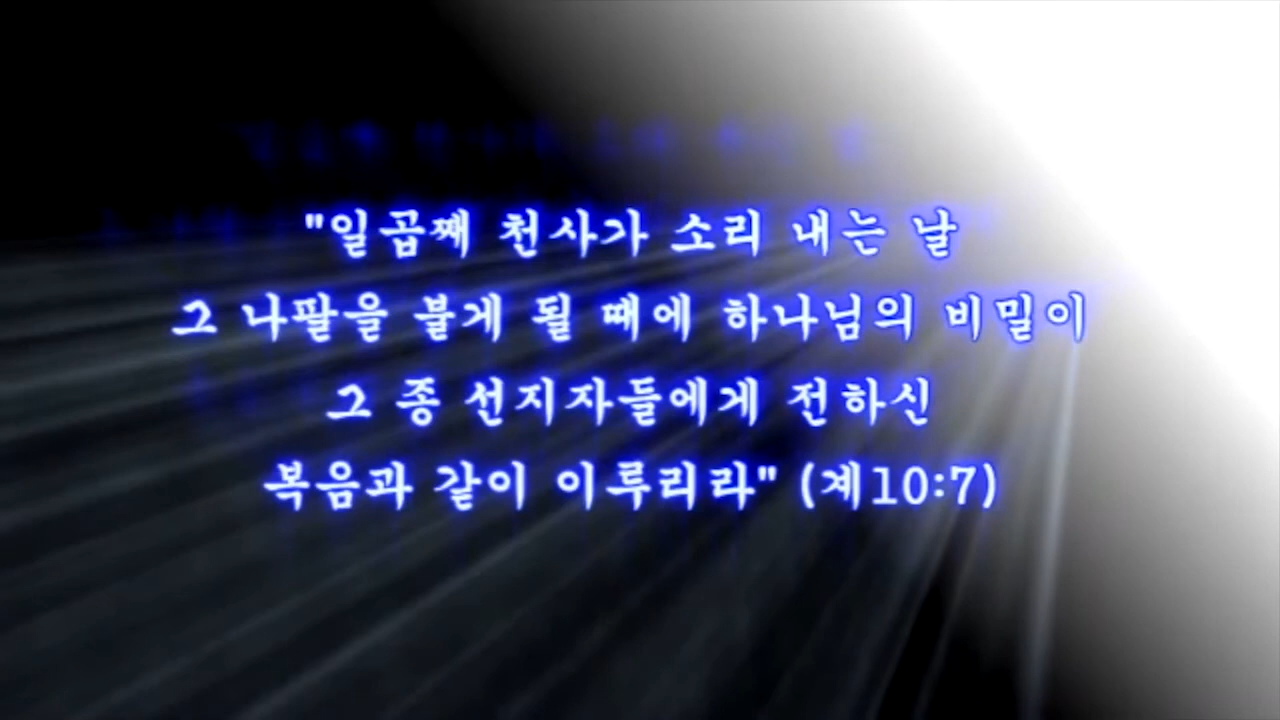 "일곱째 천사가 소리 내는 날
그 나팔을 불게 될 때에 하나님의 비밀이
그 종 선지자들에게 전하신
복음과 같이 이루리라" (계10:7)